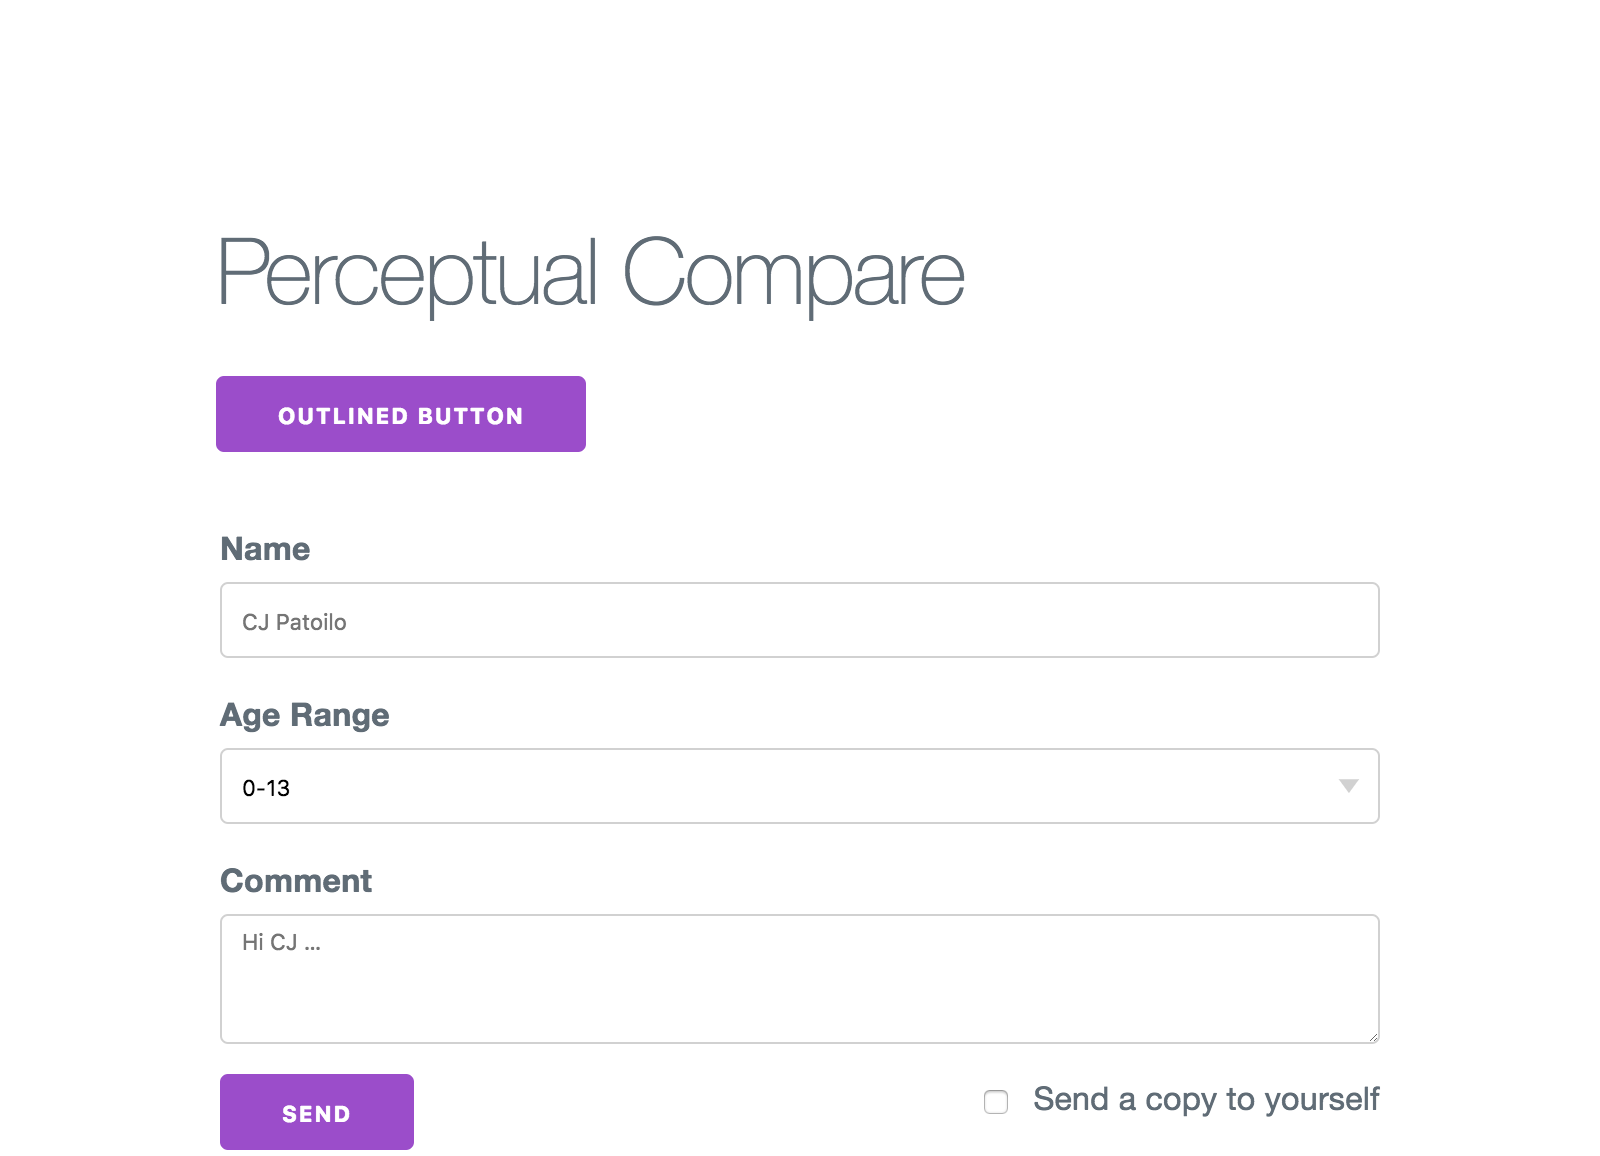 Perceptual Compare
OUTLINED BUTTON
Name
CJ Patoilo
Age Range
0-13
Comment
Hi CJ ...
SEND
Send a copy to yourself